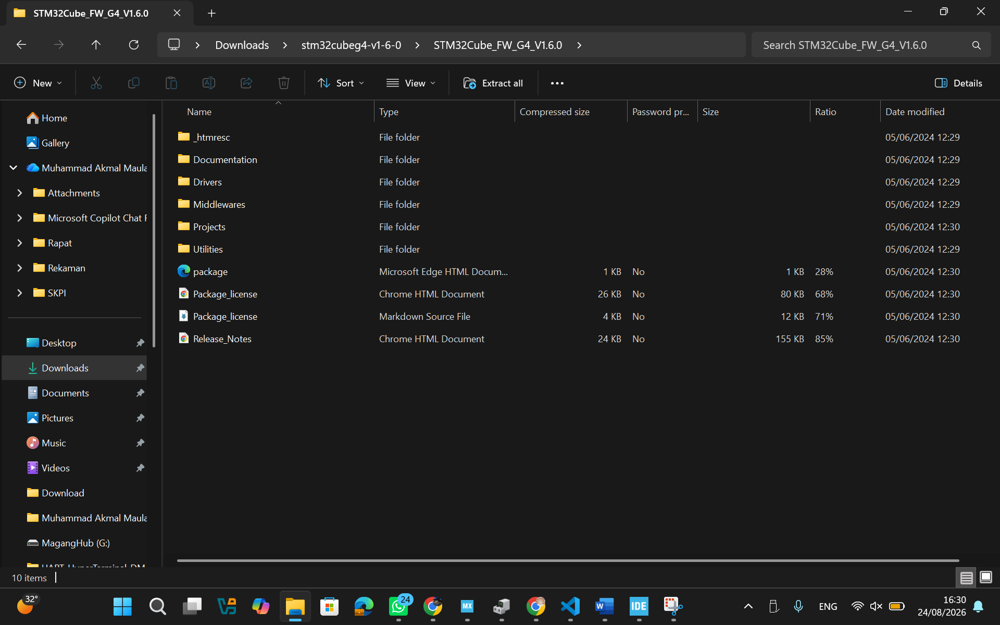 STM32Cube_FW_G4_V1.6.0
Downloads
stm32cubeg4-v1-6-0
STM32Cube_FW_G4_V1.6.0
Search STM32Cube_FW_G4_V1.6.0
New
Sort
View
Extract all
Details
Home
Gallery
Muhammad Akmal Maula
Attachments
Microsoft Copilot Chat F
Rapat
Rekaman
SKPI
Desktop
Downloads
Documents
Pictures
Music
Videos
Download
Muhammad Akmal Maula
MagangHub (G:)
UART_HyperTerminal_DM
Name Type Compressed size Password pr... Size Ratio Date modified
_htmresc File folder 05/06/2024 12:29
Documentation File folder 05/06/2024 12:29
Drivers File folder 05/06/2024 12:29
Middlewares File folder 05/06/2024 12:29
Projects File folder 05/06/2024 12:30
Utilities File folder 05/06/2024 12:29
package Microsoft Edge HTML Docum... 1 KB No 1 KB 28% 05/06/2024 12:30
Package_license Chrome HTML Document 26 KB No 80 KB 68% 05/06/2024 12:30
Package_license Markdown Source File 4 KB No 12 KB 71% 05/06/2024 12:30
Release_Notes Chrome HTML Document 24 KB No 155 KB 85% 05/06/2024 12:30
10 items
32°
24
MX
W
IDE
ENG
16:30
24/08/2026